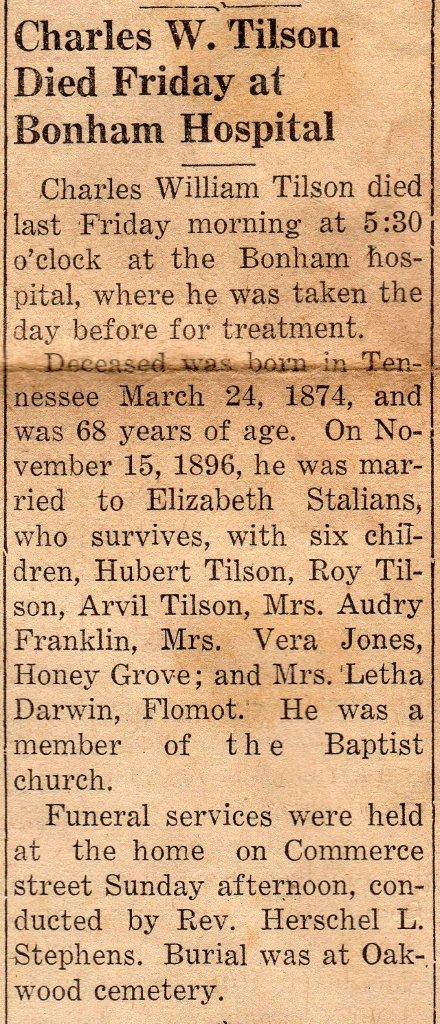 Charles W. Tilson
Died Friday at
Bonham Hospital
Charles William Tilson died
last Friday morning at 5:30
o'clock at the Bonham hos-
pital, where he was taken the
day before for treatment.
Deceased was born in Ten-
nessee March 24, 1874, and
was 68 years of age. On No-
vember 15, 1896, he was mar-
ried to Elizabeth Stalians,
who survives, with six chil-
dren, Hubert Tilson, Roy Til-
son, Arvil Tilson, Mrs. Audry
Franklin, Mrs. Vera Jones,
Honey Grove; and Mrs. Letha
Darwin, Flomot. He was a
member of the Baptist
church.
Funeral services were held
at the home on Commerce
street Sunday afternoon, con-
ducted by Rev. Herschel L.
Stephens. Burial was at Oak-
wood cemetery.